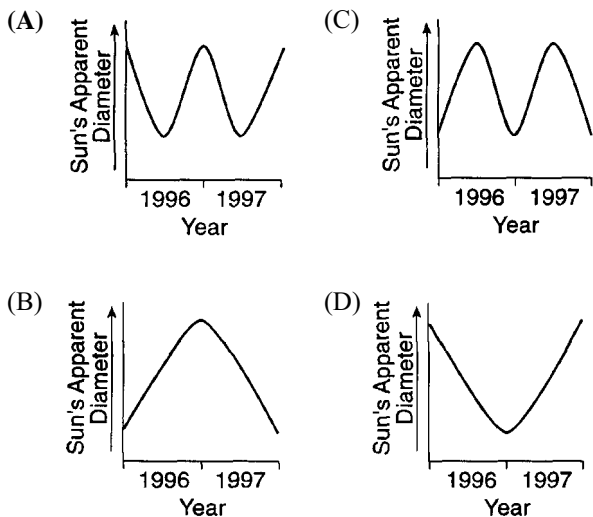 (A)
Sun's Apparent
Diameter
1996 1997
Year
(C)
Sun's Apparent
Diameter
1996 1997
Year
(B)
Sun's Apparent
Diameter
1996 1997
Year
(D)
Sun's Apparent
Diameter
1996 1997
Year